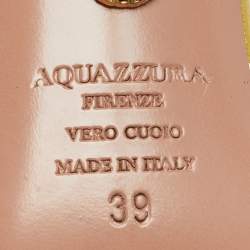 AQUAZZURA
FIRENZE
VERO CUOIO
MADE IN ITALY
39